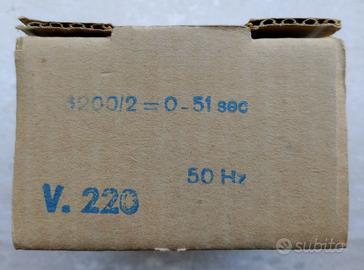 1200/2 = 0-51 sec
50 Hz
V. 220
subito